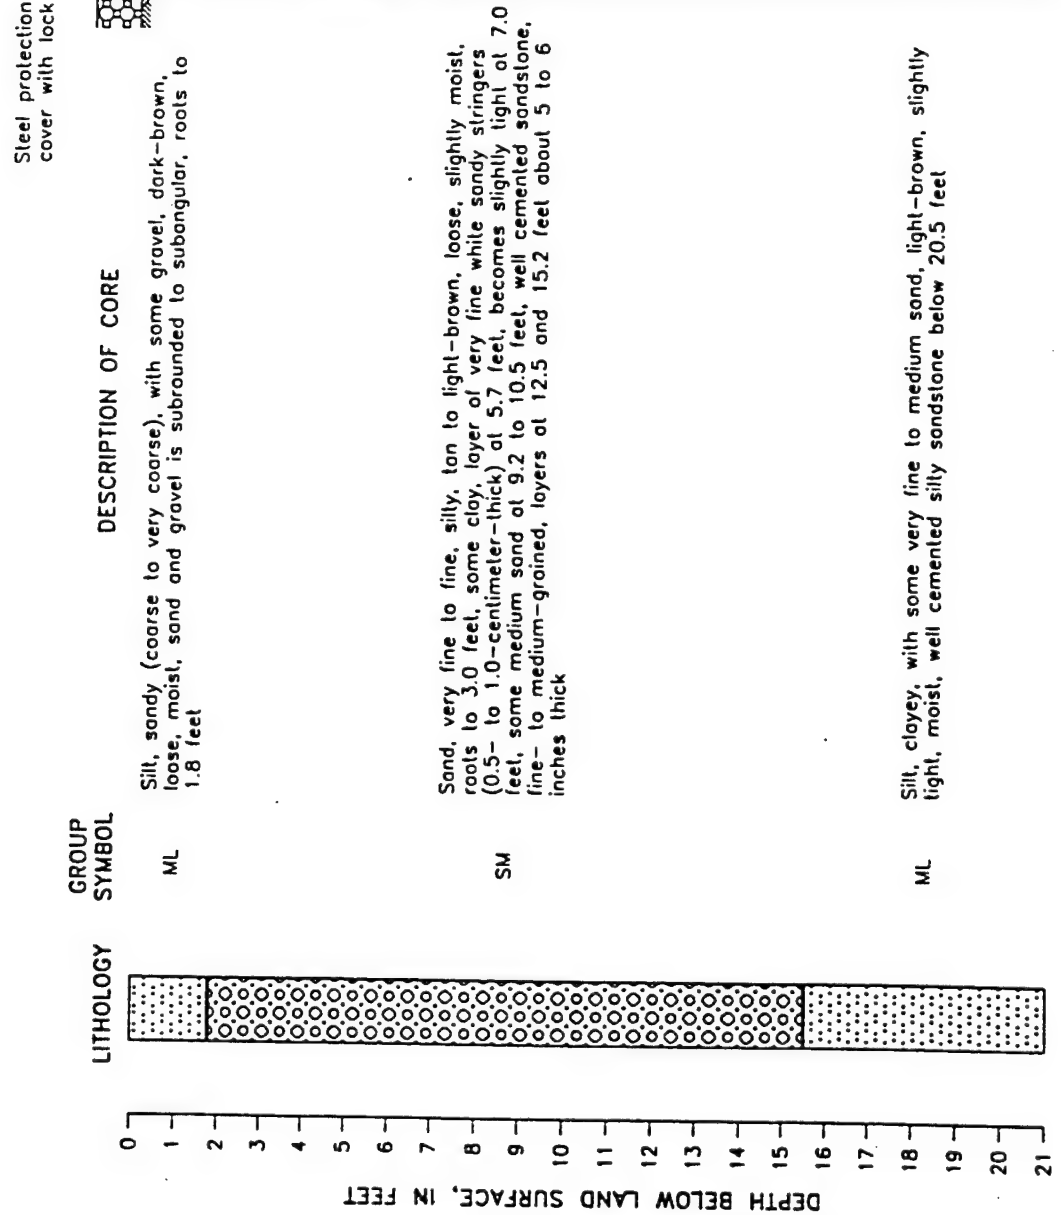 Steel protection
cover with lock
LITHOLOGY
GROUP
SYMBOL
DESCRIPTION OF CORE
ML
Silt, sandy (coarse to very coarse), with some gravel, dark-brown,
loose, moist, sand and gravel is subrounded to subangular, roots to
1.8 feet
SM
Sand, very fine to fine, silty, tan to light-brown, loose, slightly moist,
roots to 3.0 feet, some clay, layer of very fine white sandy stringers
(0.5- to 1.0-centimeter-thick) at 5.7 feet, becomes slightly tight at 7.0
feet, some medium sand at 9.2 to 10.5 feet, well cemented sandstone,
fine- to medium-grained, layers at 12.5 and 15.2 feet about 5 to 6
inches thick
ML
Silt, clayey, with some very fine to medium sand, light-brown, slightly
tight, moist, well cemented silty sandstone below 20.5 feet
DEPTH BELOW LAND SURFACE, IN FEET
0
1
2
3
4
5
6
7
8
9
10
11
12
13
14
15
16
17
18
19
20
21